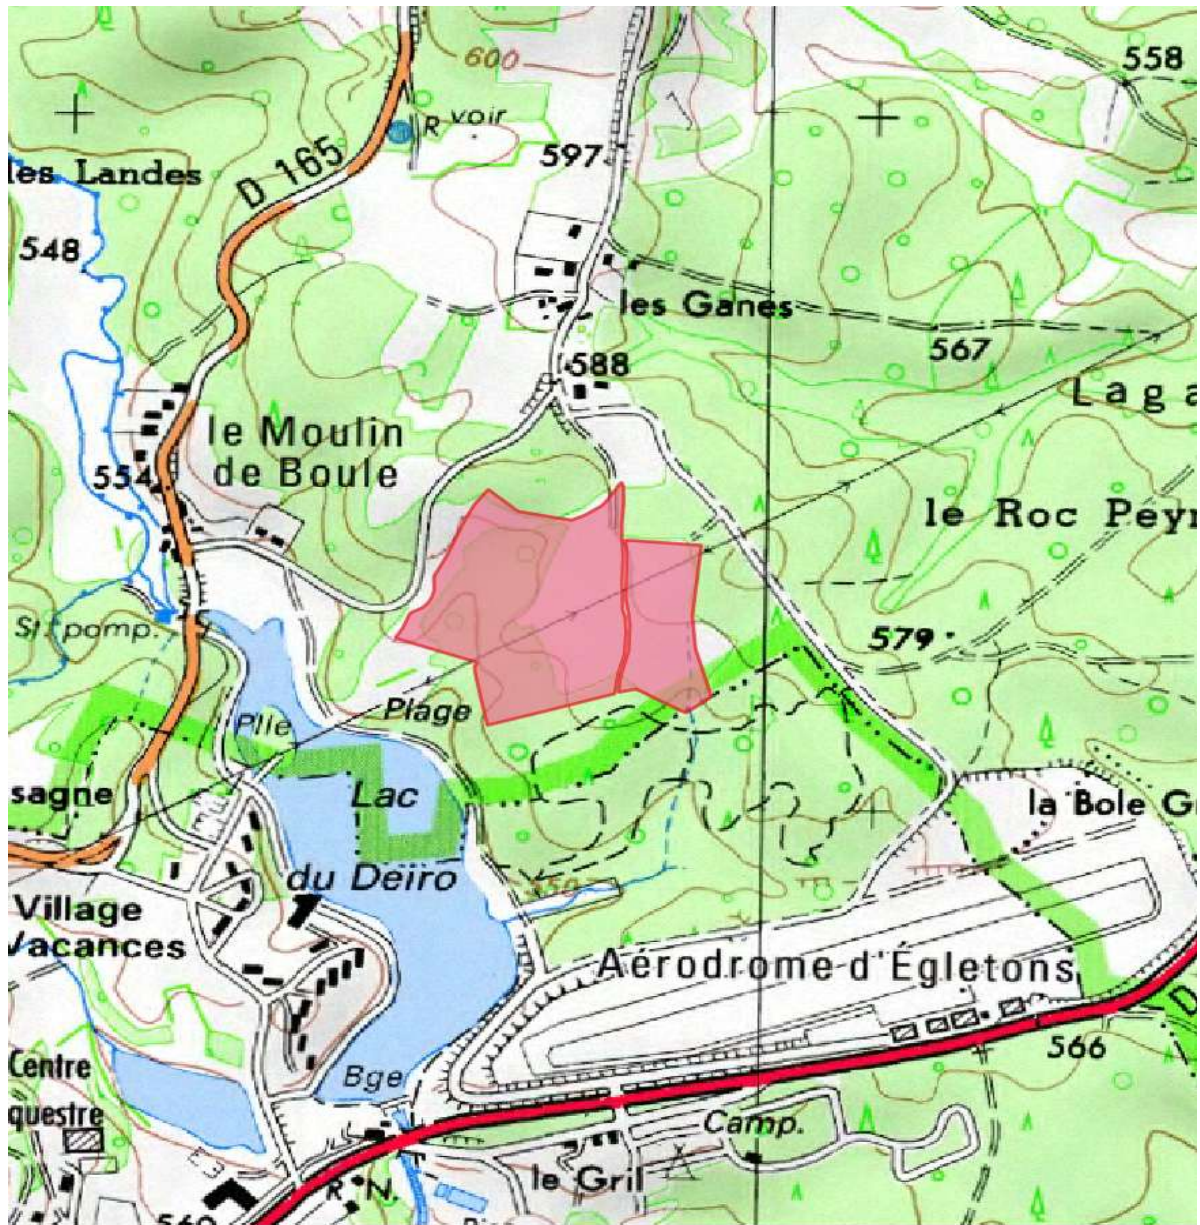 600
558
R voir
597
les Landes
D 165
548
les Ganes
567
588
Laga
le Moulin
de Boule
554
le Roc Peyr
St. pomp.
579
Plage
Plle
sagne
Lac
du Deiro
la Bole G
550
Village
Vacances
Aérodrome d'Égletons
D
566
Centre
questre
Bge
Camp.
le Gril
R N.
560